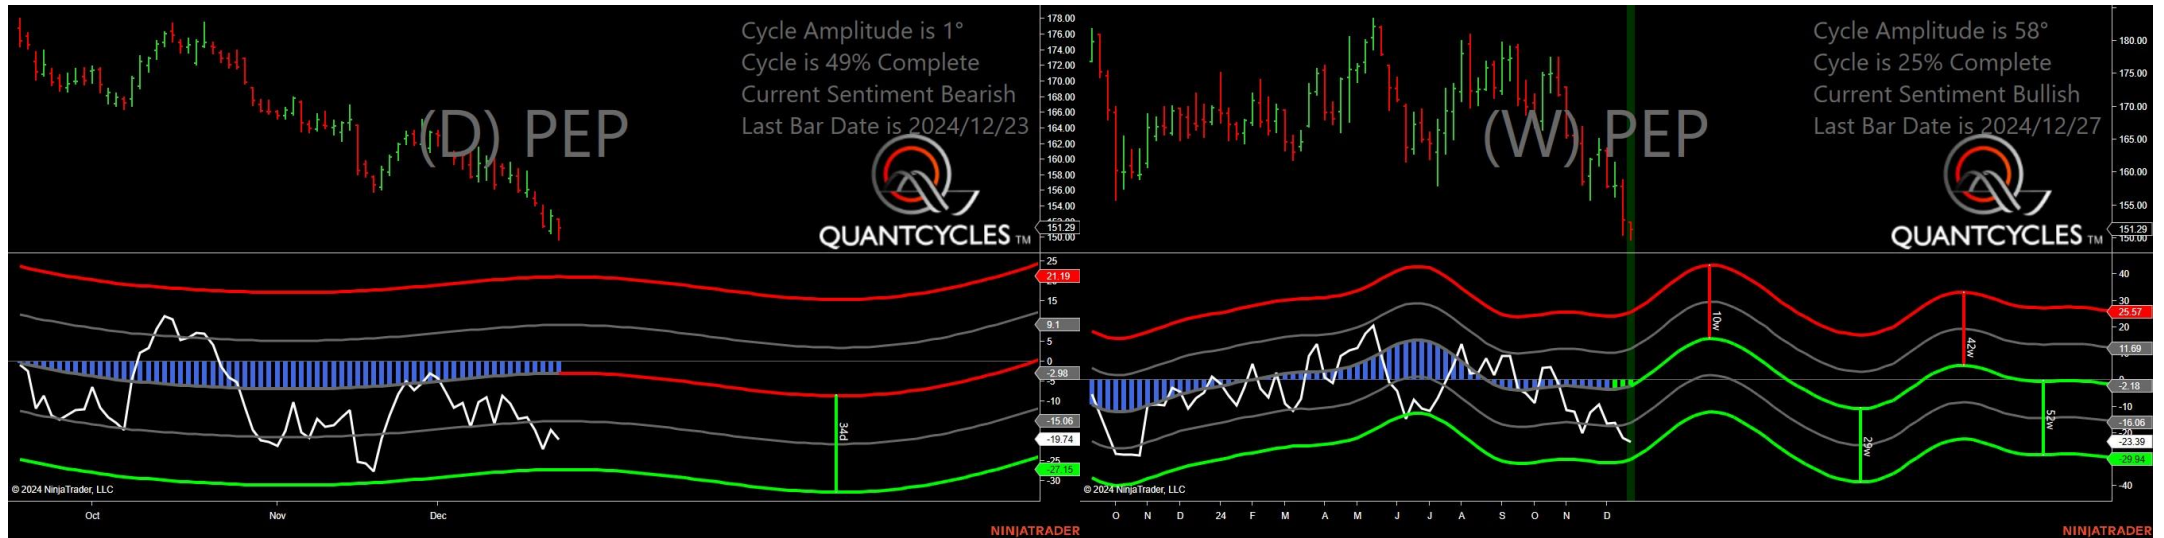 Cycle Amplitude is 1°
Cycle is 49% Complete
Current Sentiment Bearish
Last Bar Date is 2024/12/23
(D) PEP
QUANTCYCLES TM
178.00
176.00
174.00
172.00
170.00
168.00
166.00
164.00
162.00
160.00
158.00
156.00
154.00
151.29
150.00
25
21.19
15
9.1
5
0
-2.98
-5
-10
-15.06
-19.74
-25
-27.15
-30
34d
© 2024 NinjaTrader, LLC
Oct
Nov
Dec
NINJATRADER
Cycle Amplitude is 58°
Cycle is 25% Complete
Current Sentiment Bullish
Last Bar Date is 2024/12/27
(W) PEP
QUANTCYCLES TM
180.00
175.00
170.00
165.00
160.00
155.00
151.29
150.00
40
30
25.57
20
11.69
-2.18
-10
-16.06
-23.39
-29.94
-40
10w
29w
42w
52w
© 2024 NinjaTrader, LLC
O N D 24 F M A M J J A S O N D
NINJATRADER